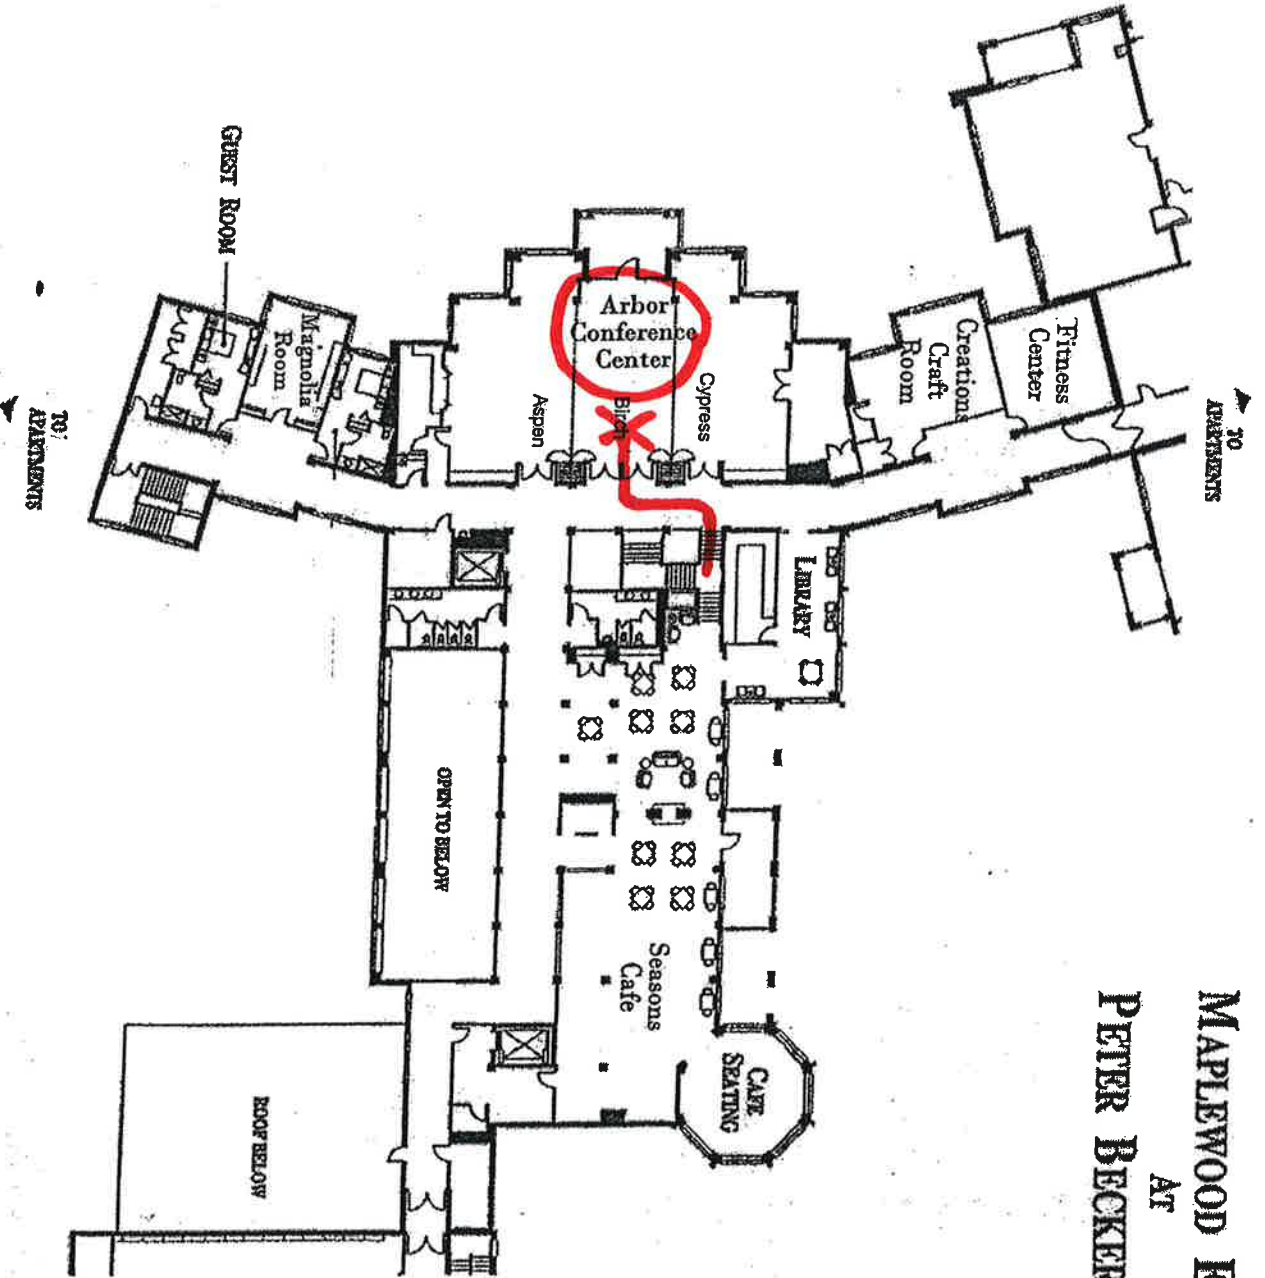 MAPLEWOOD
AT
PETER BECKER
TO
APARTMENTS
Fitness
Center
Creations
Craft
Room
Arbor
Conference
Center
Cypress
Birch
Aspen
GUEST ROOM
Magnolia
Room
TO
APARTMENTS
LIBRARY
OPEN TO BELOW
Seasons
Cafe
CAFE
SEATING
ROOF BELOW